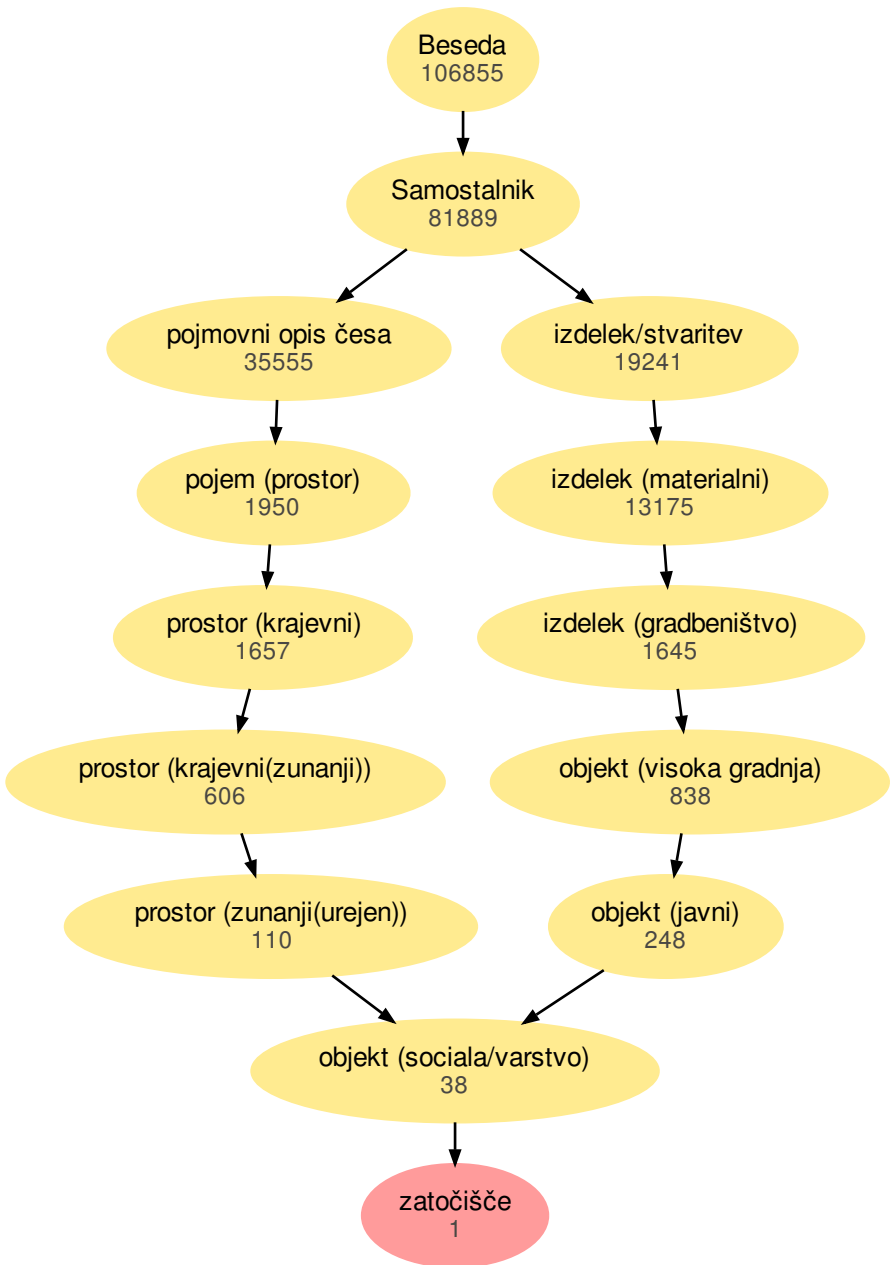 Beseda
106855
Samostalnik
81889
pojmovni opis česa
35555
izdelek/stvaritev
19241
pojem (prostor)
1950
izdelek (materialni)
13175
prostor (krajevni)
1657
izdelek (gradbeništvo)
1645
prostor (krajevni(zunanji))
606
objekt (visoka gradnja)
838
prostor (zunanji(urejen))
110
objekt (javni)
248
objekt (sociala/varstvo)
38
zatočišče
1